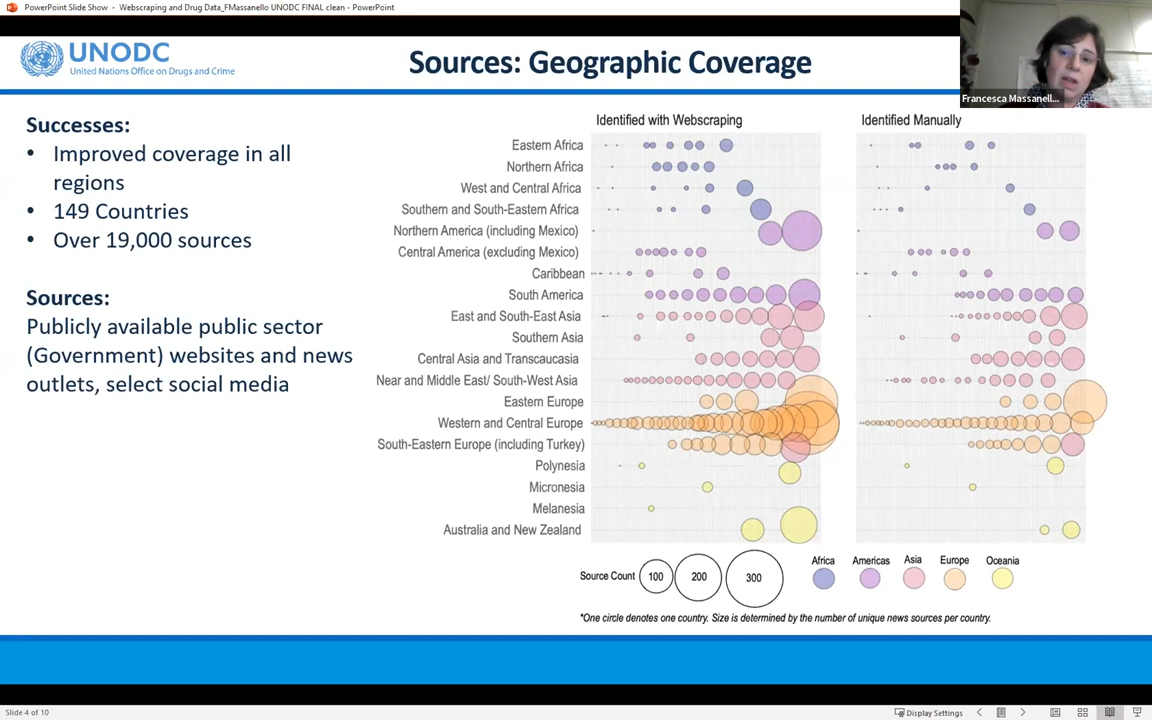 PowerPoint Slide Show - Webscraping and Drug Data_FMassanello UNODC FINAL clean - PowerPoint
UNODC
United Nations Office on Drugs and Crime
Sources: Geographic Coverage
Francesca Massanell...
Successes:
• Improved coverage in all
regions
• 149 Countries
• Over 19,000 sources
Sources:
Publicly available public sector
(Government) websites and news
outlets, select social media
Identified with Webscraping
Identified Manually
Eastern Africa
Northern Africa
West and Central Africa
Southern and South-Eastern Africa
Northern America (including Mexico)
Central America (excluding Mexico)
Caribbean
South America
East and South-East Asia
Southern Asia
Central Asia and Transcaucasia
Near and Middle East/ South-West Asia
Eastern Europe
Western and Central Europe
South-Eastern Europe (including Turkey)
Polynesia
Micronesia
Melanesia
Australia and New Zealand
Source Count 100 200 300
Africa Americas Asia Europe Oceania
*One circle denotes one country. Size is determined by the number of unique news sources per country.
Slide 4 of 10
Display Settings